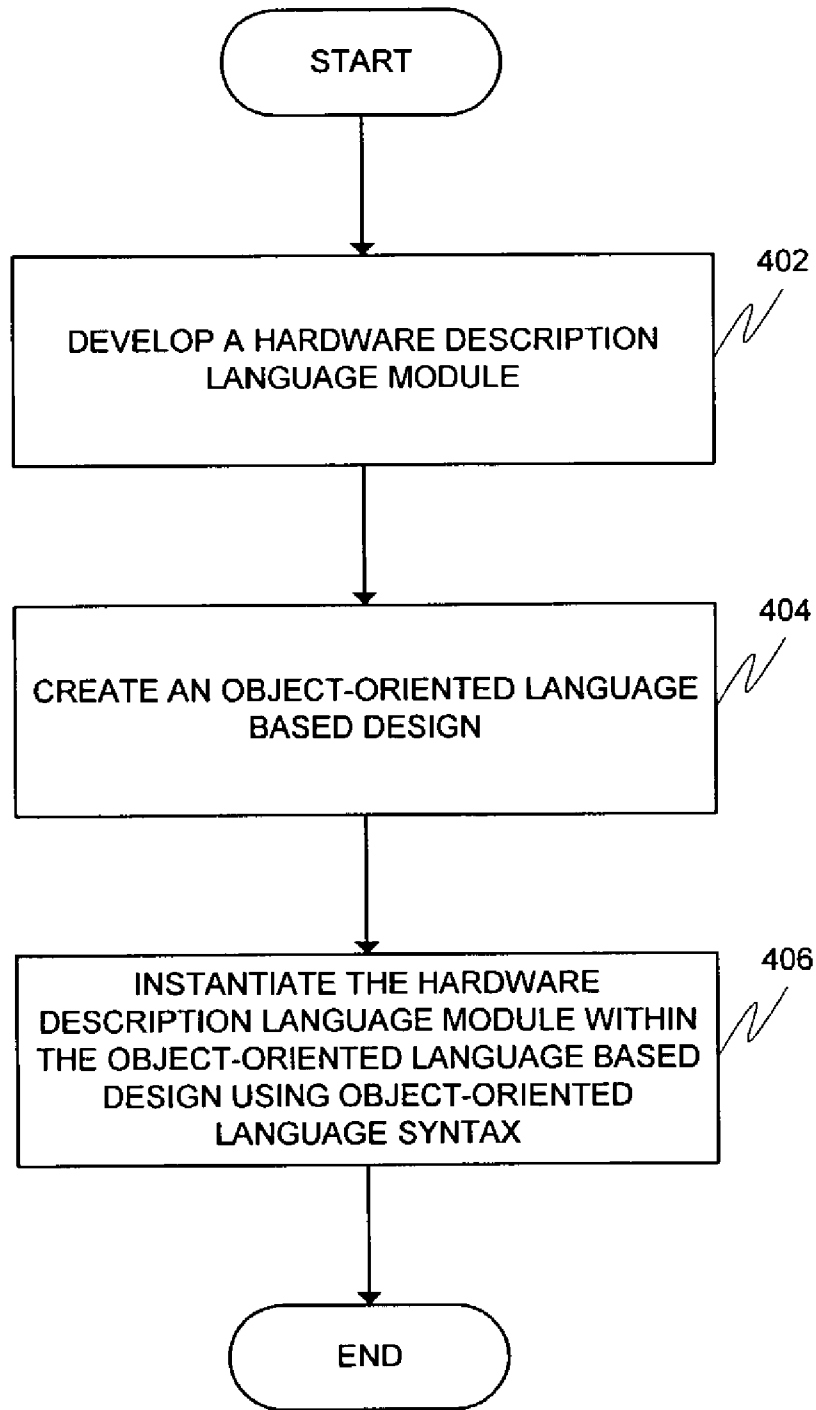 START
402
DEVELOP A HARDWARE DESCRIPTION
LANGUAGE MODULE
404
CREATE AN OBJECT-ORIENTED LANGUAGE
BASED DESIGN
406
INSTANTIATE THE HARDWARE
DESCRIPTION LANGUAGE MODULE WITHIN
THE OBJECT-ORIENTED LANGUAGE BASED
DESIGN USING OBJECT-ORIENTED
LANGUAGE SYNTAX
END